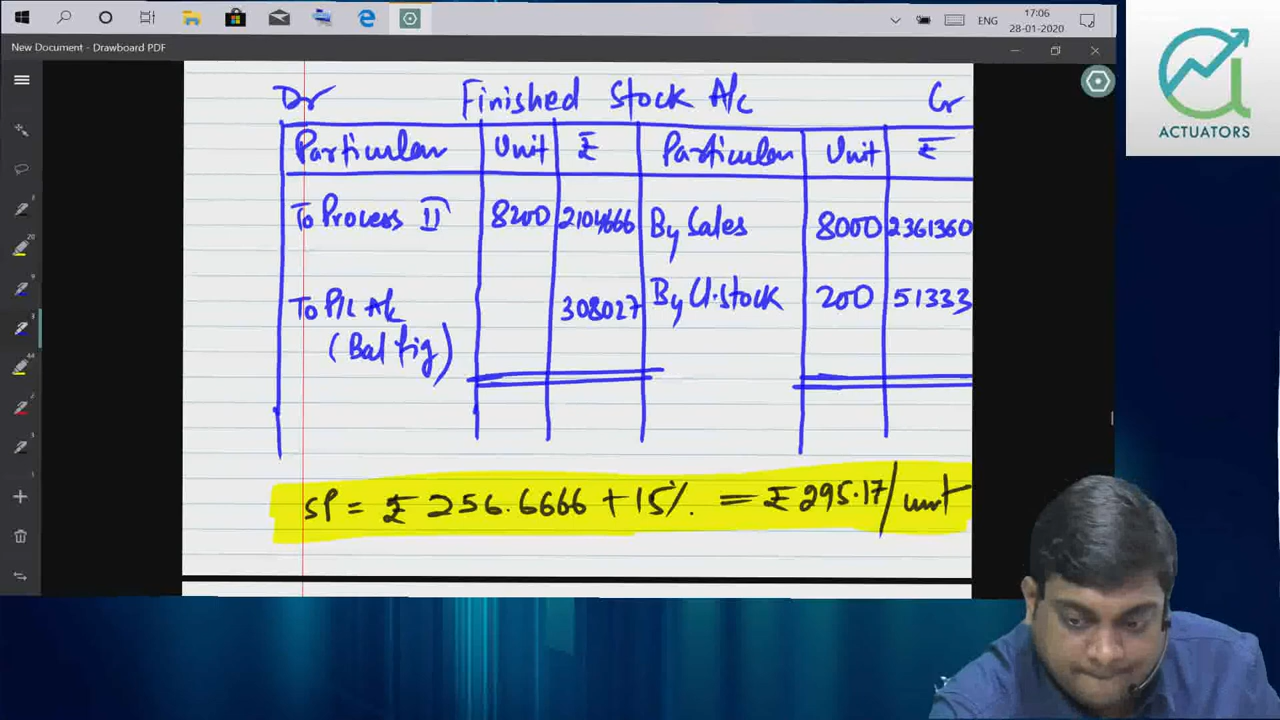 17:06
ENG
28-01-2020
New Document - Drawboard PDF
ACTUATORS
Dr Finished Stock A/c Cr
Particular Unit ₹ Particular Unit ₹
To Process II 8200 2104666 By Sales 8000 2361360
To P/L A/c 308027 By Cl. Stock 200 51333
(Bal fig)
SP = ₹ 256.6666 + 15% = ₹ 295.17/unit